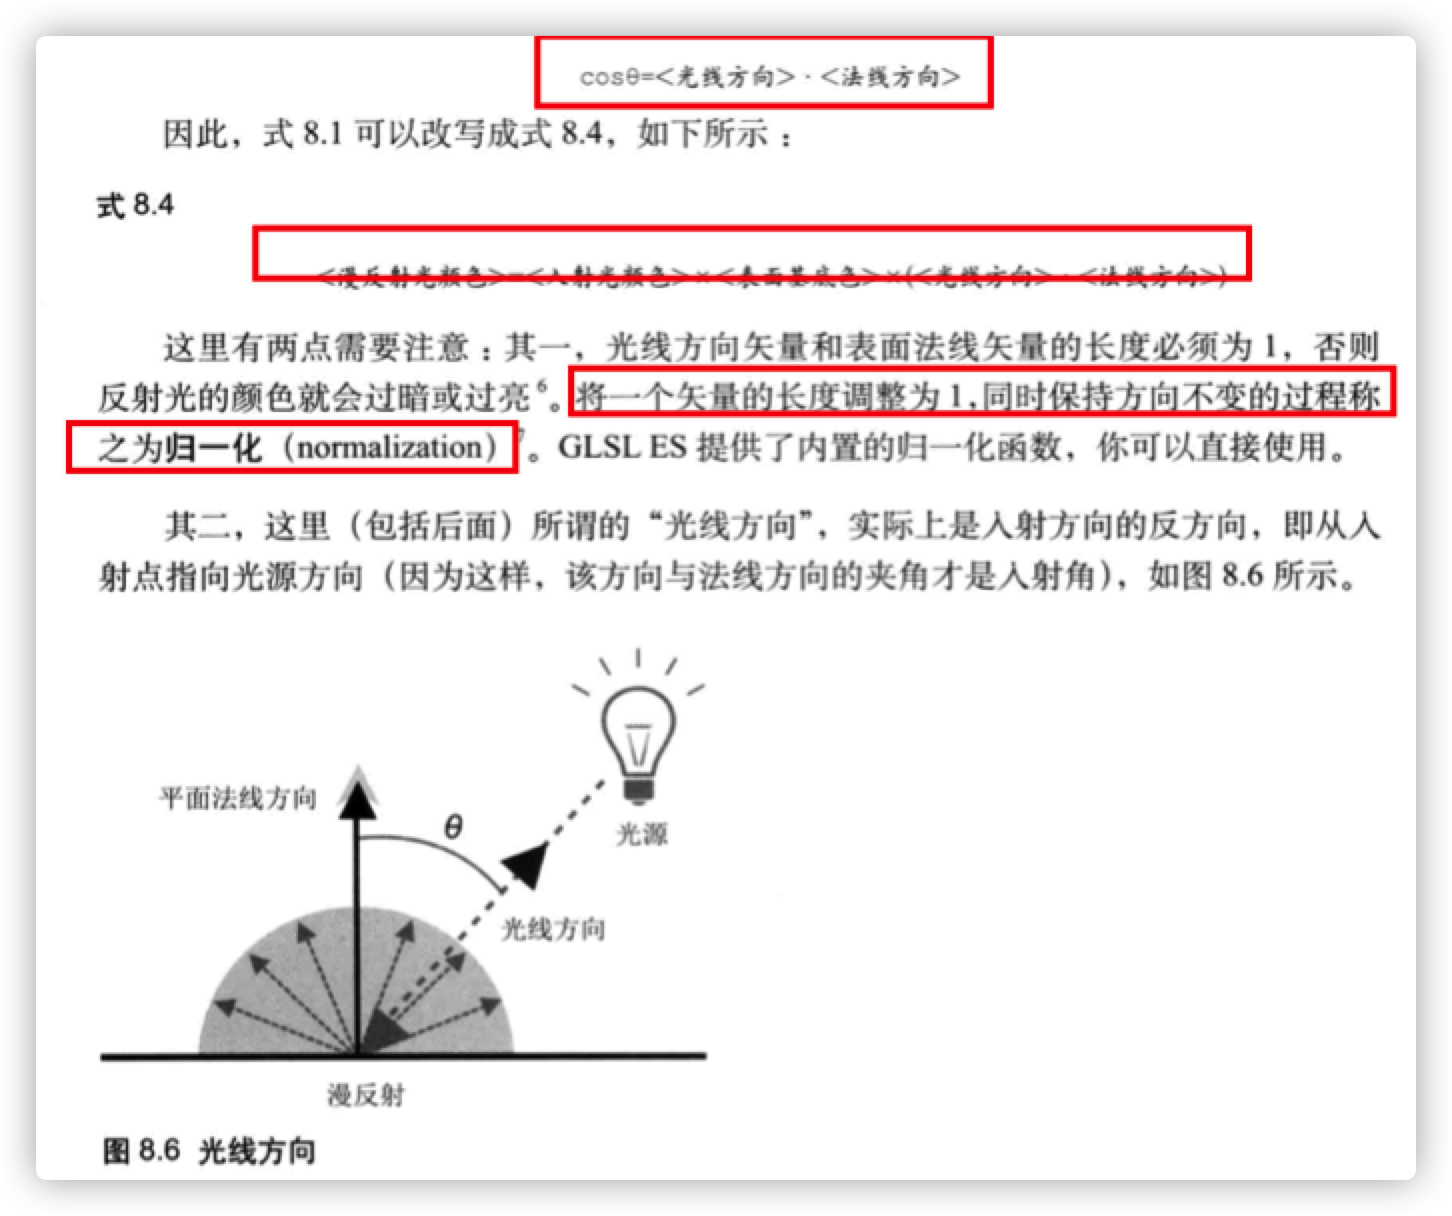 cosθ=<光线方向>·<法线方向>
因此，式 8.1 可以改写成式 8.4，如下所示：
式 8.4
<漫反射光颜色>=<入射光颜色>×<表面基底色>×(<光线方向>·<法线方向>)
这里有两点需要注意：其一，光线方向矢量和表面法线矢量的长度必须为 1，否则
反射光的颜色就会过暗或过亮6。将一个矢量的长度调整为 1，同时保持方向不变的过程称
之为归一化（normalization）7。GLSL ES 提供了内置的归一化函数，你可以直接使用。
其二，这里（包括后面）所谓的“光线方向”，实际上是入射方向的反方向，即从入
射点指向光源方向（因为这样，该方向与法线方向的夹角才是入射角），如图 8.6 所示。
平面法线方向
θ
光源
光线方向
漫反射
图 8.6 光线方向